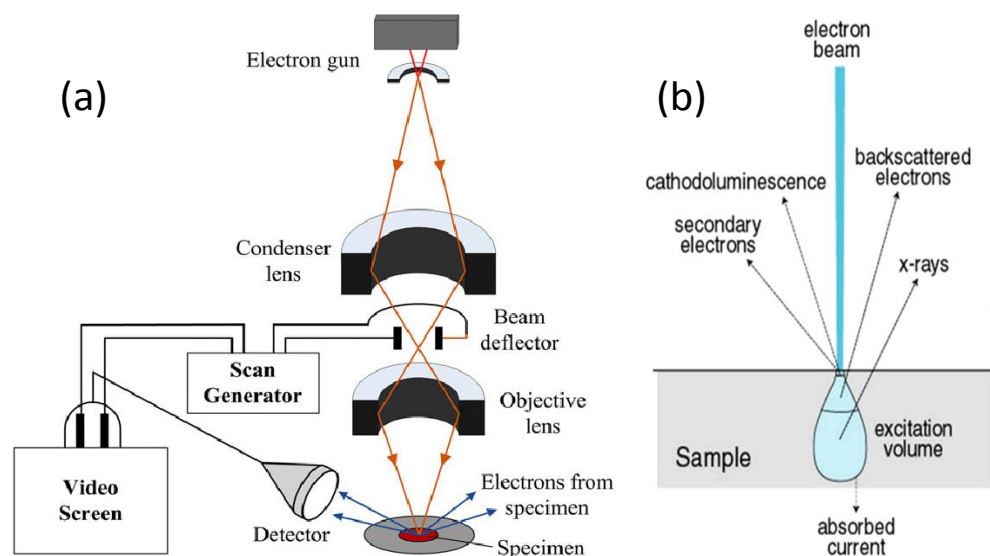 (a)
Electron gun
Condenser
lens
Beam
deflector
Scan
Generator
Objective
lens
Video
Screen
Detector
Electrons from
specimen
Specimen
(b)
electron
beam
backscattered
electrons
cathodoluminescence
secondary
electrons
x-rays
excitation
volume
Sample
absorbed
current